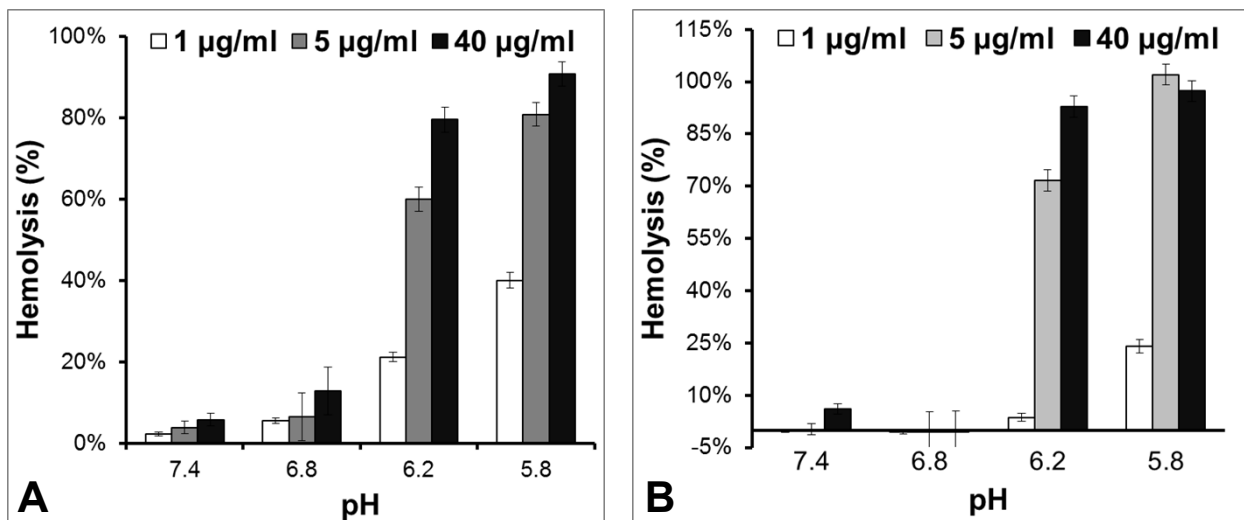 1 µg/ml 5 µg/ml 40 µg/ml
100%
80%
60%
40%
20%
0%
Hemolysis (%)
7.4 6.8 6.2 5.8
pH
A
1 µg/ml 5 µg/ml 40 µg/ml
115%
100%
85%
70%
55%
40%
25%
10%
-5%
Hemolysis (%)
7.4 6.8 6.2 5.8
pH
B